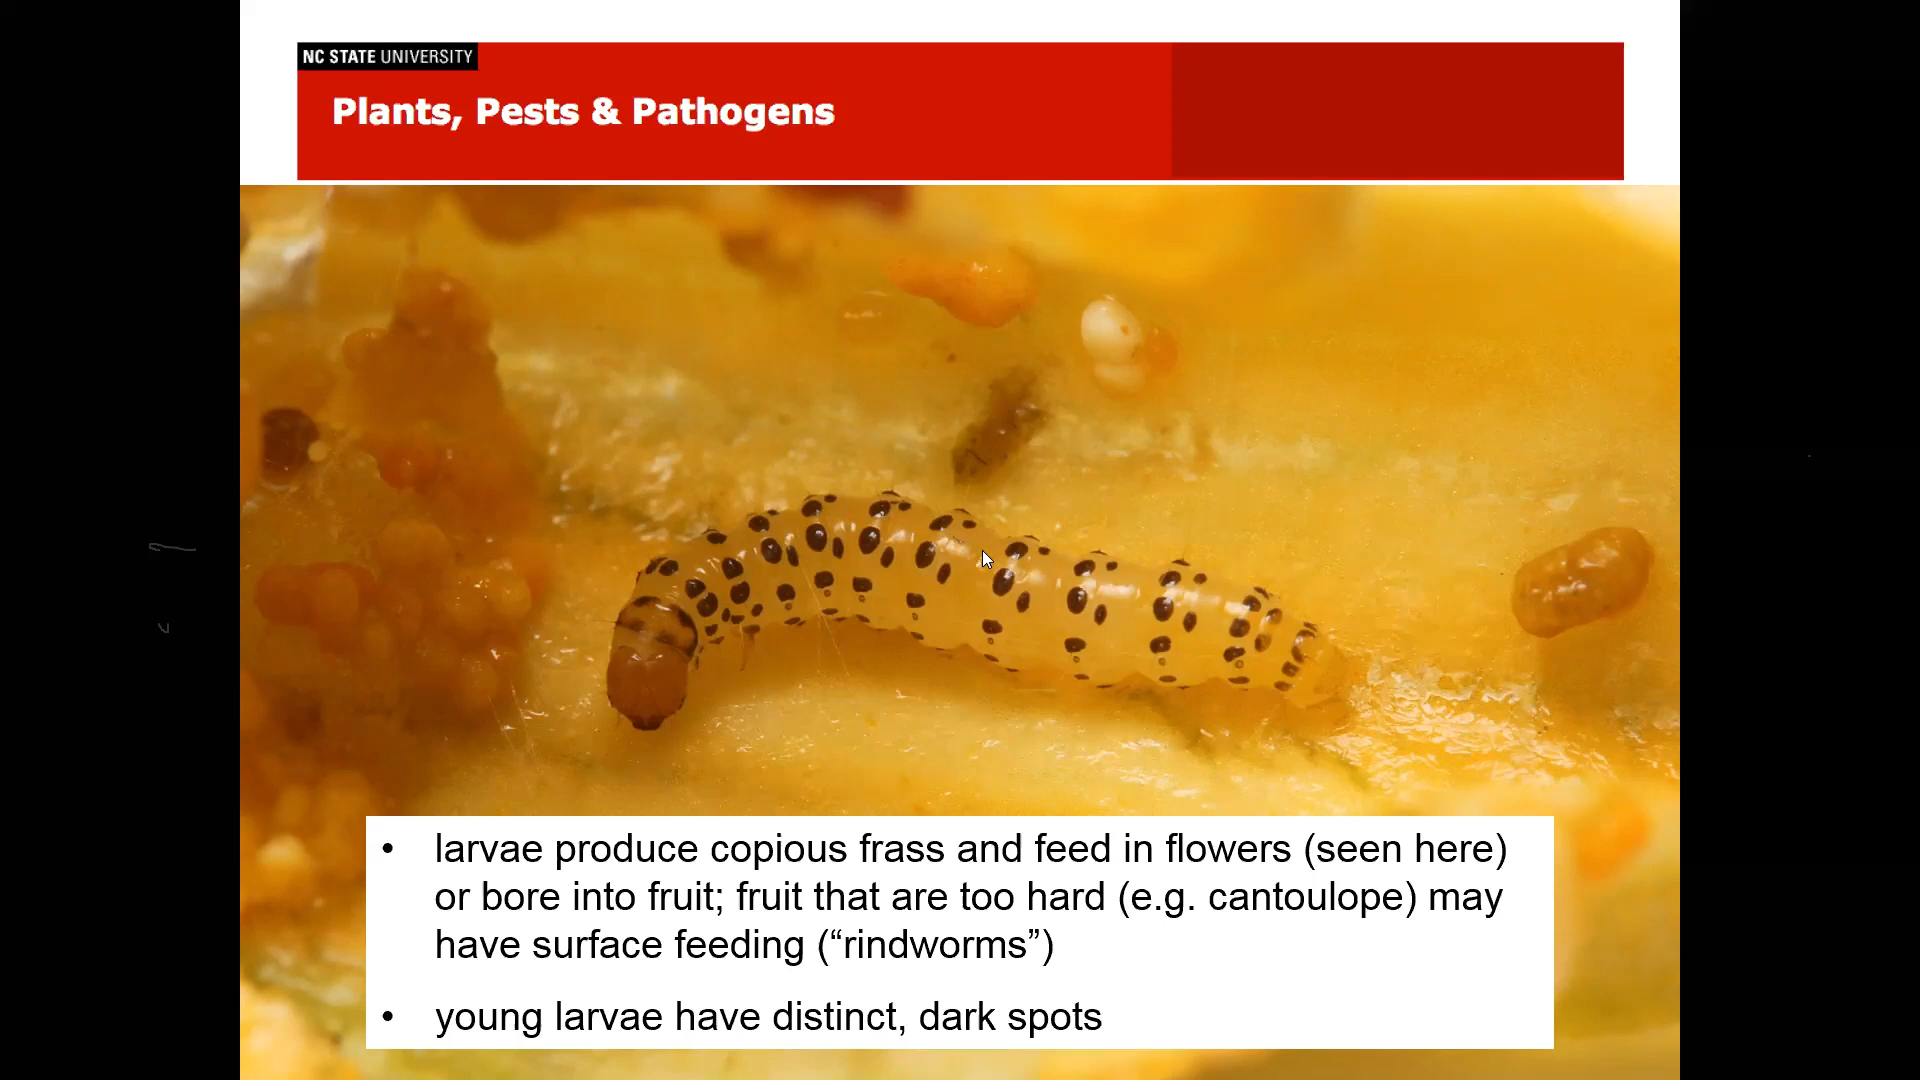 NC STATE UNIVERSITY
Plants, Pests & Pathogens
• larvae produce copious frass and feed in flowers (seen here)
or bore into fruit; fruit that are too hard (e.g. cantoulope) may
have surface feeding (“rindworms”)
• young larvae have distinct, dark spots